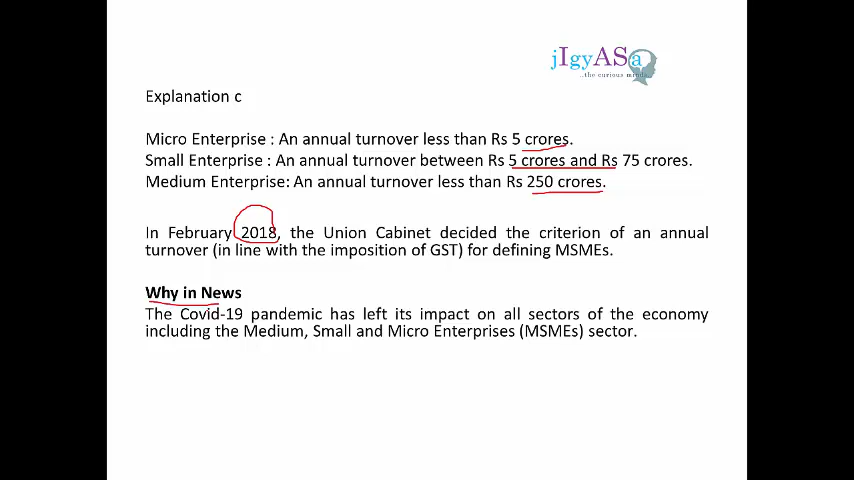 jIgyASa
..the curious minds
Explanation c
Micro Enterprise : An annual turnover less than Rs 5 crores.
Small Enterprise : An annual turnover between Rs 5 crores and Rs 75 crores.
Medium Enterprise: An annual turnover less than Rs 250 crores.
In February 2018, the Union Cabinet decided the criterion of an annual
turnover (in line with the imposition of GST) for defining MSMEs.
Why in News
The Covid-19 pandemic has left its impact on all sectors of the economy
including the Medium, Small and Micro Enterprises (MSMEs) sector.